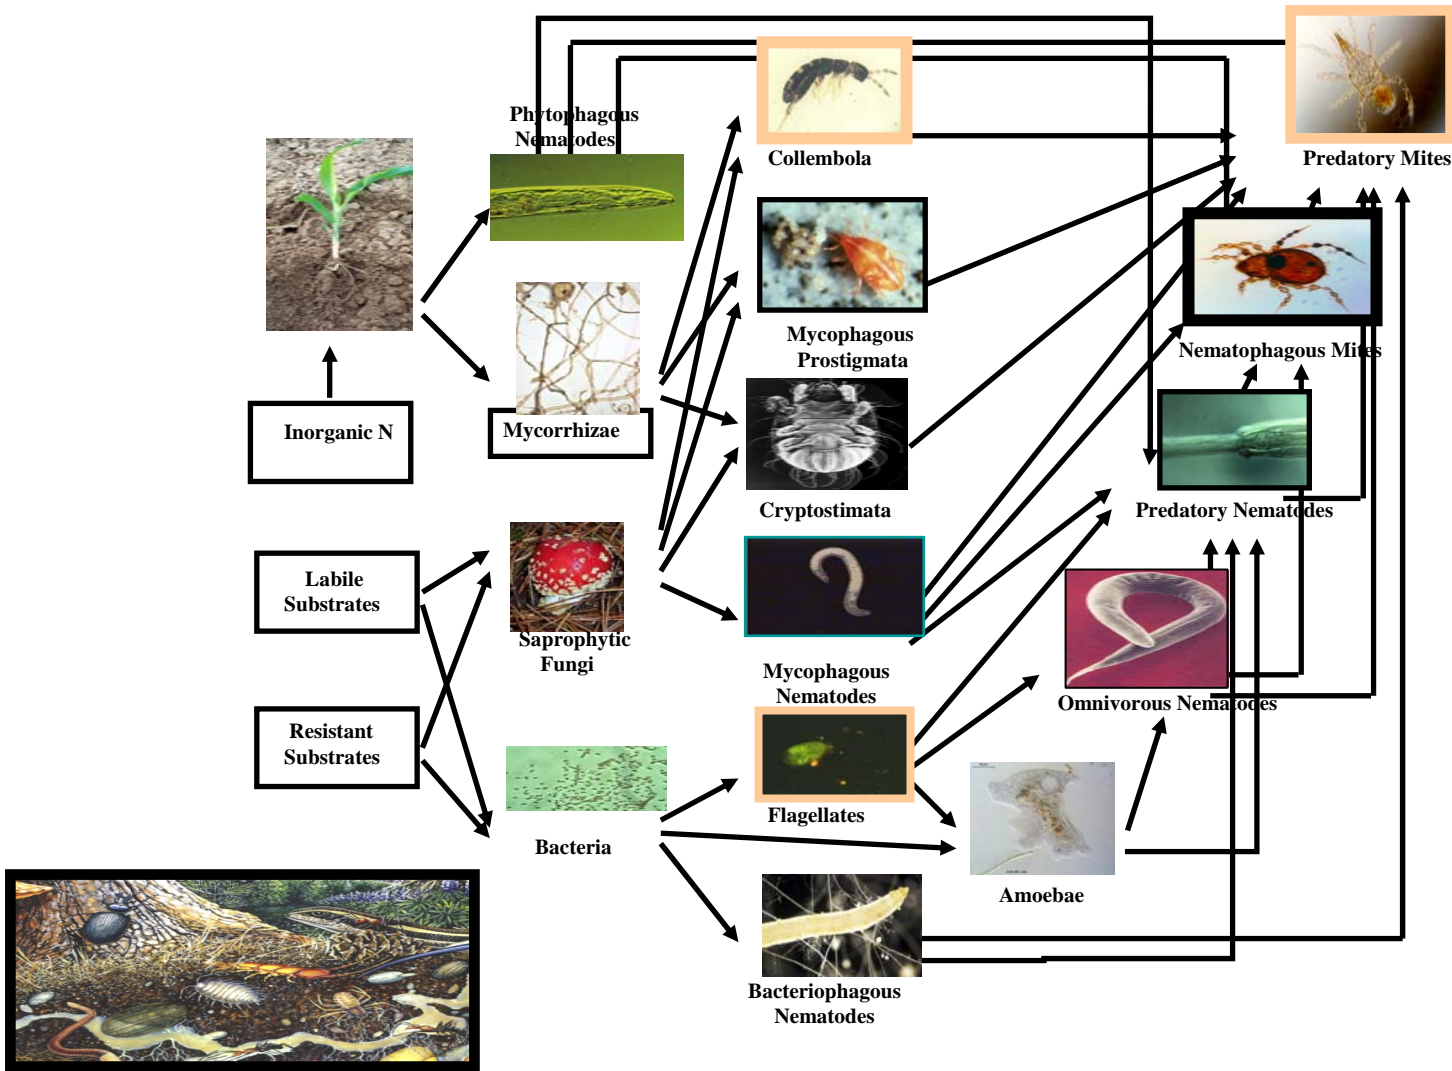 Phytophagous
Nematodes
Collembola
Predatory Mites
Mycophagous
Prostigmata
Nematophagous Mites
Inorganic N
Mycorrhizae
Cryptostimata
Predatory Nematodes
Labile
Substrates
Saprophytic
Fungi
Mycophagous
Nematodes
Omnivorous Nematodes
Resistant
Substrates
Flagellates
Bacteria
Amoebae
Bacteriophagous
Nematodes